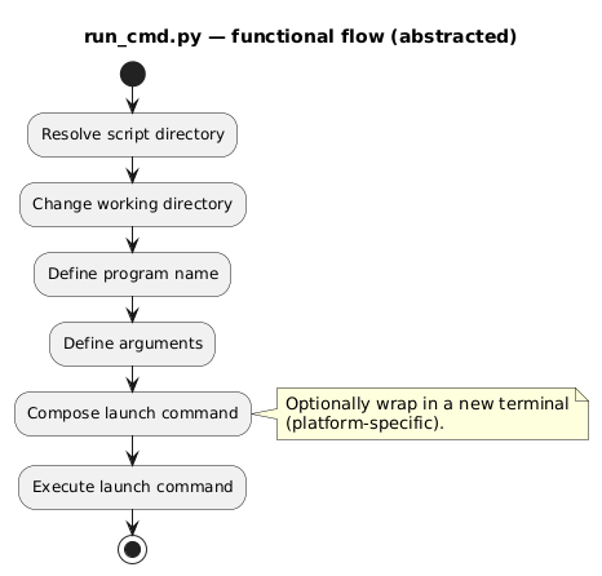 run_cmd.py — functional flow (abstracted)
Resolve script directory
Change working directory
Define program name
Define arguments
Compose launch command
Optionally wrap in a new terminal
(platform-specific).
Execute launch command